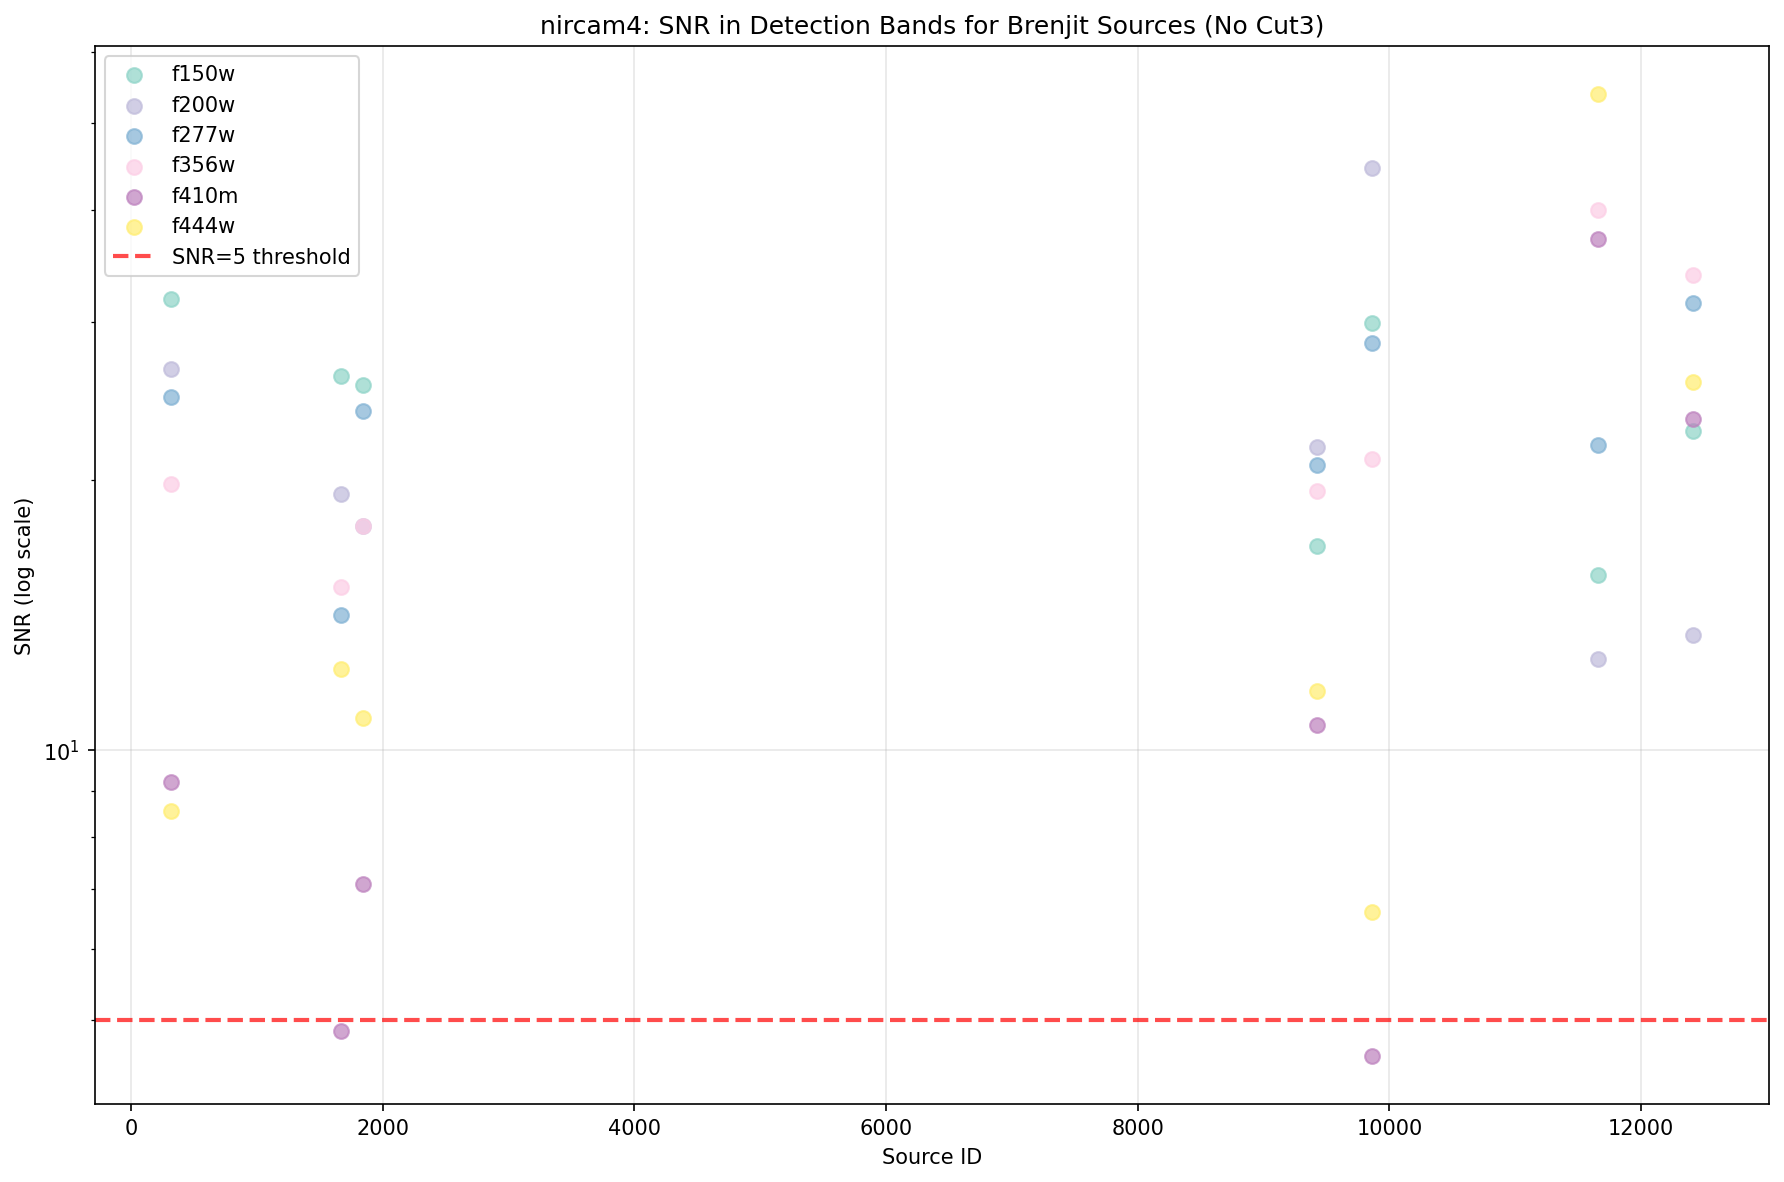 nircam4: SNR in Detection Bands for Brenjit Sources (No Cut3)
f150w
f200w
f277w
f356w
f410m
f444w
SNR=5 threshold
SNR (log scale)
10¹
0 2000 4000 6000 8000 10000 12000
Source ID